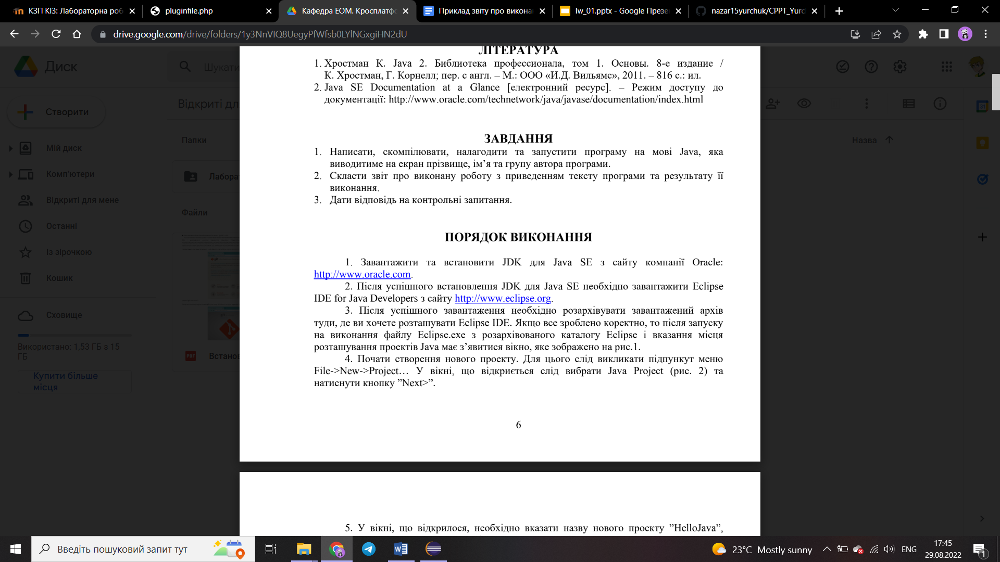 КЗП КІЗ: Лабораторна роб
pluginfile.php
Кафедра ЕОМ. Кросплатфо
Приклад звіту про викона
lw_01.pptx - Google Презе
nazar15yurchuk/CPPT_Yurc
drive.google.com/drive/folders/1y3NnVIQ8UegyPfWfsb0LYlNGxgiHN2dU
Диск
Шукати
Створити
Відкриті дл
Мій диск
Комп'ютери
Відкриті для мене
Останні
Із зірочкою
Кошик
Сховище
Використано: 1,53 ГБ з 15
ГБ
Купити більше
місця
Папки
Лабора
Файли
PDF
Встанов
Назва
31
ЛІТЕРАТУРА
1. Хростман К. Java 2. Библиотека профессионала, том 1. Основы. 8-е издание /
К. Хростман, Г. Корнелл; пер. с англ. – М.: ООО «И.Д. Вильямс», 2011. – 816 с.: ил.
2. Java SE Documentation at a Glance [електронний ресурс]. – Режим доступу до
документації: http://www.oracle.com/technetwork/java/javase/documentation/index.html
ЗАВДАННЯ
1. Написати, скомпілювати, налагодити та запустити програму на мові Java, яка
виводитиме на екран прізвище, ім’я та групу автора програми.
2. Скласти звіт про виконану роботу з приведенням тексту програми та результату її
виконання.
3. Дати відповідь на контрольні запитання.
ПОРЯДОК ВИКОНАННЯ
1. Завантажити та встановити JDK для Java SE з сайту компанії Oracle:
http://www.oracle.com.
2. Після успішного встановлення JDK для Java SE необхідно завантажити Eclipse
IDE for Java Developers з сайту http://www.eclipse.org.
3. Після успішного завантаження необхідно розархівувати завантажений архів
туди, де ви хочете розташувати Eclipse IDE. Якщо все зроблено коректно, то після запуску
на виконання файлу Eclipse.exe з розархівованого каталогу Eclipse і вказання місця
розташування проектів Java має з’явитися вікно, яке зображено на рис.1.
4. Почати створення нового проекту. Для цього слід викликати підпункут меню
File->New->Project… У вікні, що відкриється слід вибрати Java Project (рис. 2) та
натиснути кнопку ”Next>”.
6
5. У вікні, що відкрилося, необхідно вказати назву нового проекту ”HelloJava”,
Введіть пошуковий запит тут
23°C Mostly sunny
ENG
17:45
29.08.2022
1